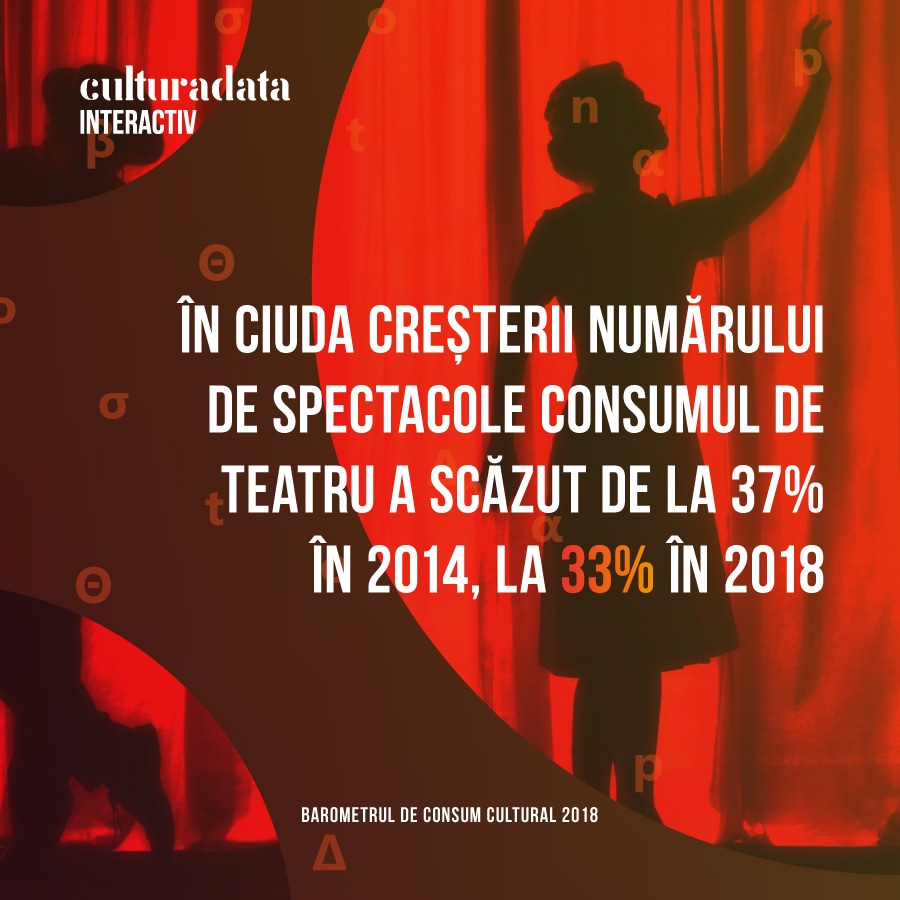 culturadata
INTERACTIV
ÎN CIUDA CREȘTERII NUMĂRULUI
DE SPECTACOLE CONSUMUL DE
TEATRU A SCĂZUT DE LA 37%
ÎN 2014, LA 33% ÎN 2018
BAROMETRUL DE CONSUM CULTURAL 2018